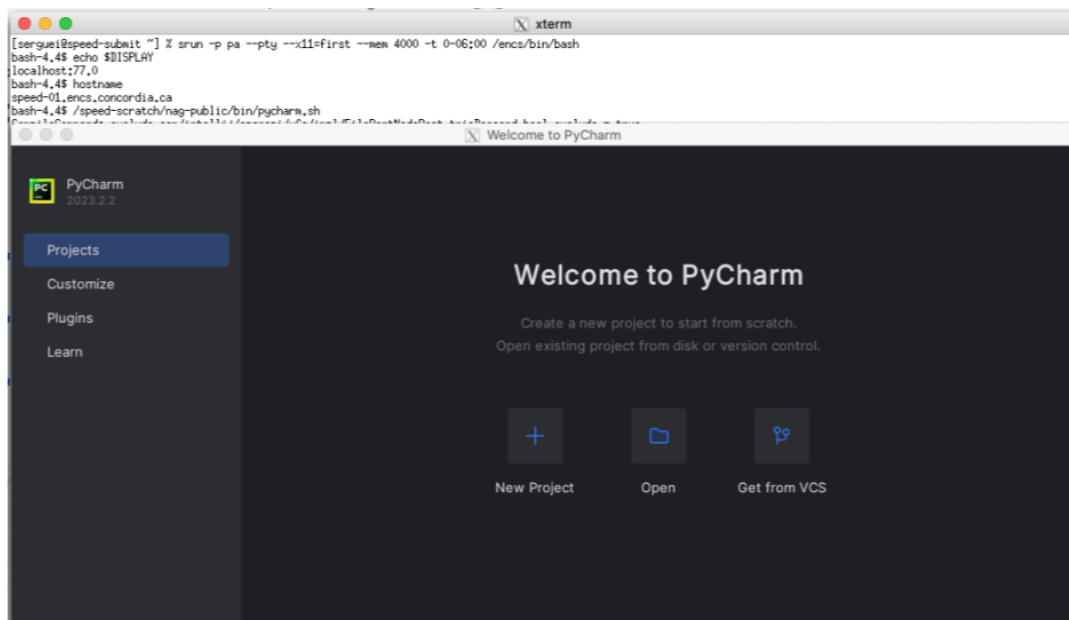 xterm
[serguei@speed-submit ~] % srun -p pa --pty --x11=first --mem 4000 -t 0-06:00 /encs/bin/bash
bash-4.4$ echo $DISPLAY
localhost:77.0
bash-4.4$ hostname
speed-01.encs.concordia.ca
bash-4.4$ /speed-scratch/nag-public/bin/pycharm.sh
Welcome to PyCharm
PC
PyCharm
2023.2.2
Projects
Customize
Plugins
Learn
Welcome to PyCharm
Create a new project to start from scratch.
Open existing project from disk or version control.
New Project
Open
Get from VCS